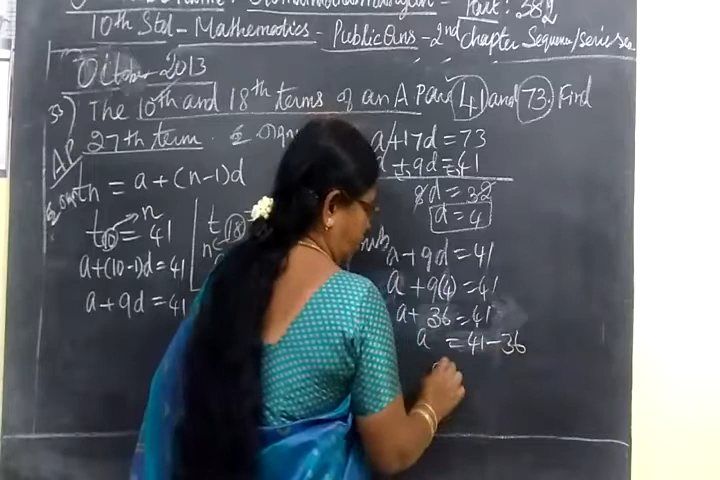 Part: 382
10th Std - Mathematics - Public Qns - 2nd Chapter Sequence/series
October 2013
33) The 10th and 18th terms of an A P are 41 and 73. Find
27th term.
AP
tn = a+(n-1)d
n
t10 = 41
a+(10-1)d = 41
a+9d = 41
t18
n
a+17d = 73
a+9d = 41
8d = 32
d = 4
a+9d = 41
a+9(4) = 41
a+36 = 41
a = 41-36